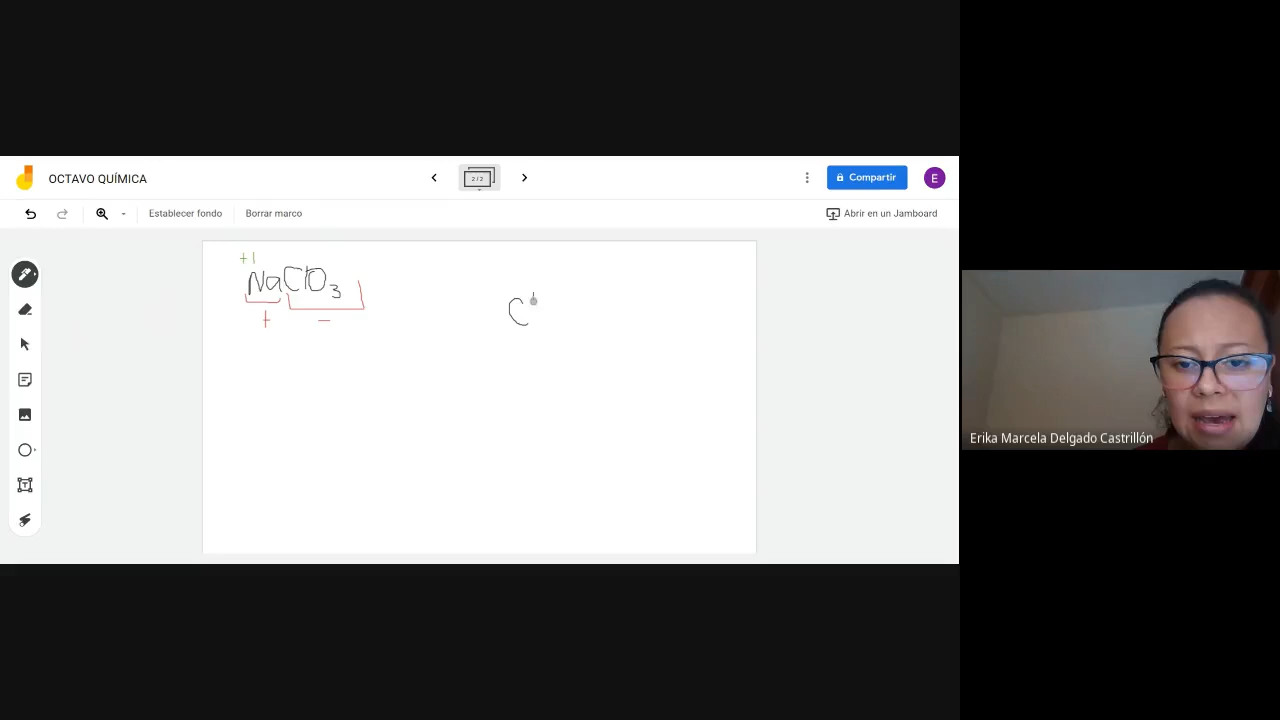 OCTAVO QUÍMICA
2 / 2
Compartir
E
Establecer fondo
Borrar marco
Abrir en un Jamboard
+1
NaClO3
+ −
C
Erika Marcela Delgado Castrillón